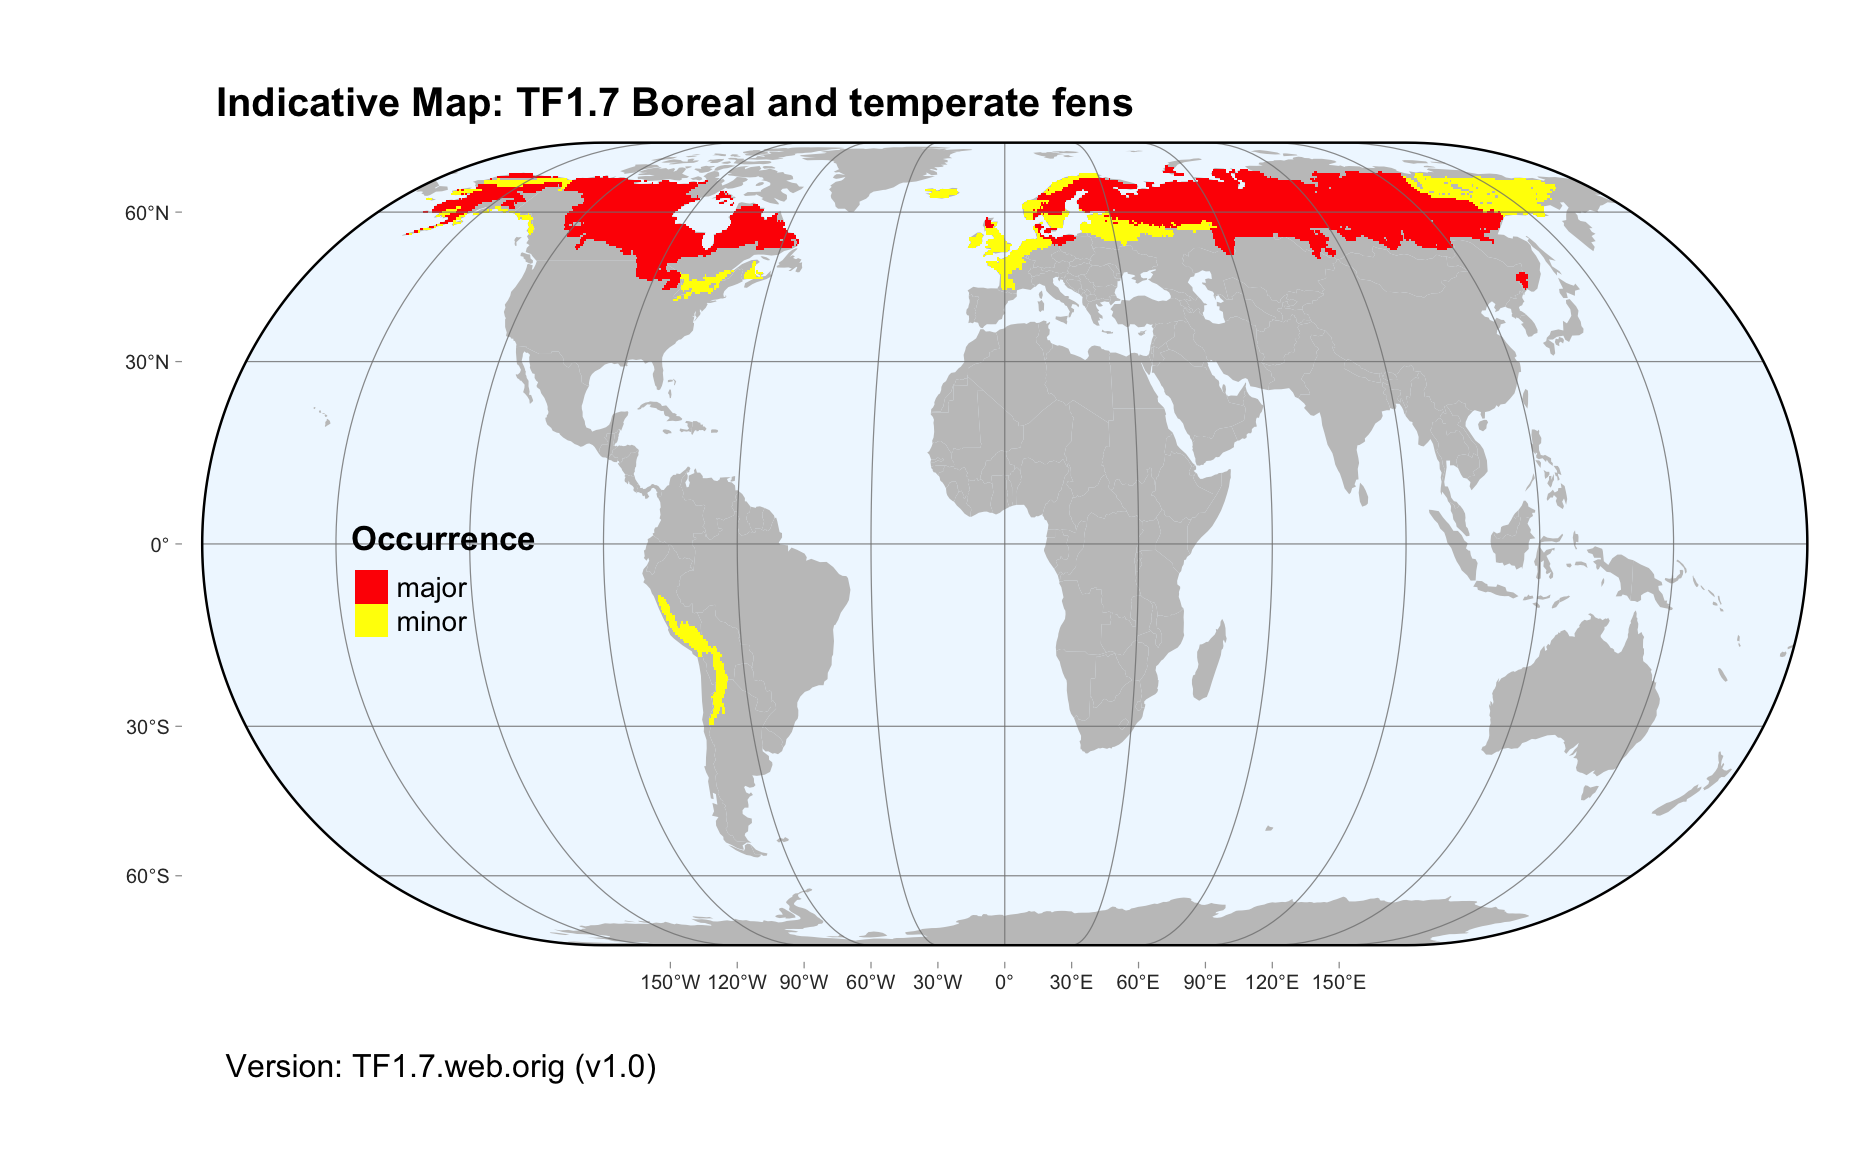 Indicative Map: TF1.7 Boreal and temperate fens
60°N
30°N
0°
30°S
60°S
Occurrence
major
minor
150°W 120°W 90°W 60°W 30°W 0° 30°E 60°E 90°E 120°E 150°E
Version: TF1.7.web.orig (v1.0)